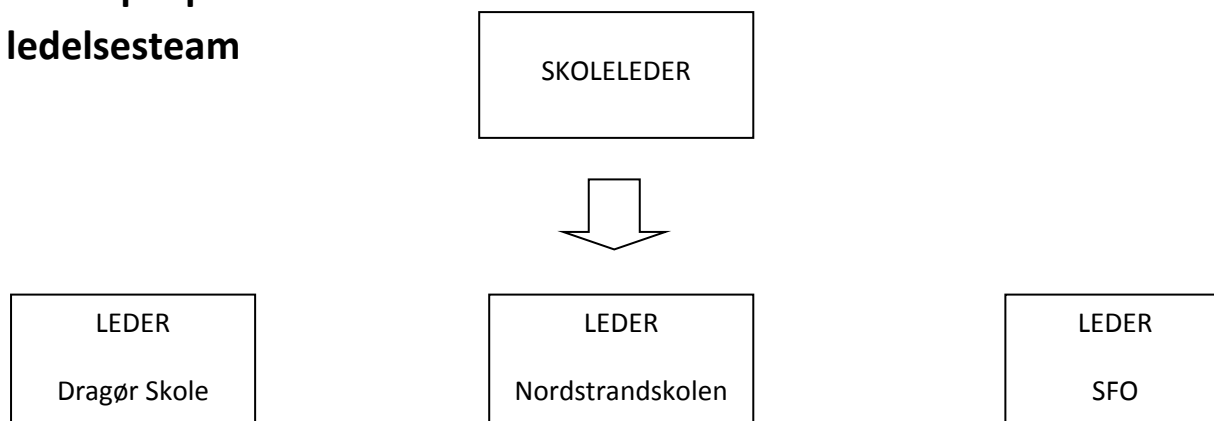 ledelsesteam
SKOLELEDER
LEDER
Dragør Skole
LEDER
Nordstrandskolen
LEDER
SFO